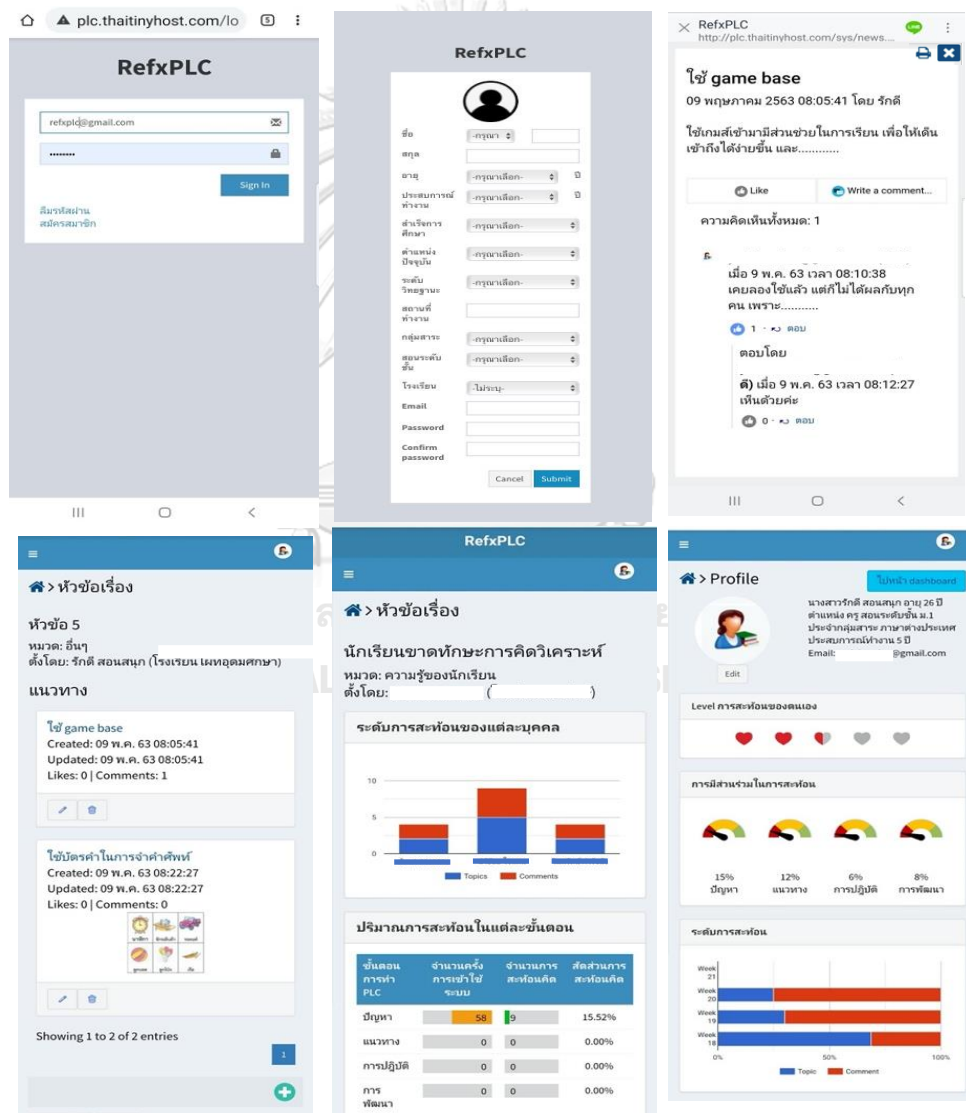 plc.thaitinyhost.com/lo
5
RefxPLC
refxplc@gmail.com
Sign In
ลืมรหัสผ่าน
สมัครสมาชิก
RefxPLC
ชื่อ
-กรุณา
สกุล
อายุ
-กรุณาเลือก-
ปี
ประสบการณ์
ทำงาน
-กรุณาเลือก-
ปี
สำเร็จการ
ศึกษา
-กรุณาเลือก-
ตำแหน่ง
ปัจจุบัน
-กรุณาเลือก-
ระดับ
วิทยฐานะ
-กรุณาเลือก-
สถานที่
ทำงาน
กลุ่มสาระ
-กรุณาเลือก-
สอนระดับ
ชั้น
-กรุณาเลือก-
โรงเรียน
-ไม่ระบุ-
Email
Password
Confirm
password
Cancel
Submit
RefxPLC
http://plc.thaitinyhost.com/sys/news...
ใช้ game base
09 พฤษภาคม 2563 08:05:41 โดย รักดี
ใช้เกมส์เข้ามามีส่วนช่วยในการเรียน เพื่อให้เด็น
เข้าถึงได้ง่ายขึ้น และ............
Like
Write a comment...
ความคิดเห็นทั้งหมด: 1
เมื่อ 9 พ.ค. 63 เวลา 08:10:38
เคยลองใช้แล้ว แต่ก็ไม่ได้ผลกับทุก
คน เพราะ...........
1 · ตอบ
ตอบโดย
ดี) เมื่อ 9 พ.ค. 63 เวลา 08:12:27
เห็นด้วยค่ะ
0 · ตอบ
> หัวข้อเรื่อง
หัวข้อ 5
หมวด: อื่นๆ
ตั้งโดย: รักดี สอนสนุก (โรงเรียน ไผทอุดมศึกษา)
แนวทาง
ใช้ game base
Created: 09 พ.ค. 63 08:05:41
Updated: 09 พ.ค. 63 08:05:41
Likes: 0 | Comments: 1
ใช้บัตรคำในการจำคำศัพท์
Created: 09 พ.ค. 63 08:22:27
Updated: 09 พ.ค. 63 08:22:27
Likes: 0 | Comments: 0
Showing 1 to 2 of 2 entries
1
RefxPLC
> หัวข้อเรื่อง
นักเรียนขาดทักษะการคิดวิเคราะห์
หมวด: ความรู้ของนักเรียน
ตั้งโดย: ( )
ระดับการสะท้อนของแต่ละบุคคล
10
5
0
Topics
Comments
ปริมาณการสะท้อนในแต่ละขั้นตอน
ขั้นตอน
การทำ
PLC
จำนวนครั้ง
การเข้าใช้
ระบบ
จำนวนการ
สะท้อนคิด
สัดส่วนการ
สะท้อนคิด
ปัญหา 58 9 15.52%
แนวทาง 0 0 0.00%
การปฏิบัติ 0 0 0.00%
การ
พัฒนา
0 0 0.00%
> Profile
ไปหน้า dashboard
นางสาวรักดี สอนสนุก อายุ 26 ปี
ตำแหน่ง ครู สอนระดับชั้น ม.1
ประจำกลุ่มสาระ ภาษาต่างประเทศ
ประสบการณ์ทำงาน 5 ปี
Email: @gmail.com
Edit
Level การสะท้อนของตนเอง
การมีส่วนร่วมในการสะท้อน
15% 12% 6% 8%
ปัญหา แนวทาง การปฏิบัติ การพัฒนา
ระดับการสะท้อน
Week
21
Week
20
Week
19
Week
18
0% 50% 100%
Topic
Comment